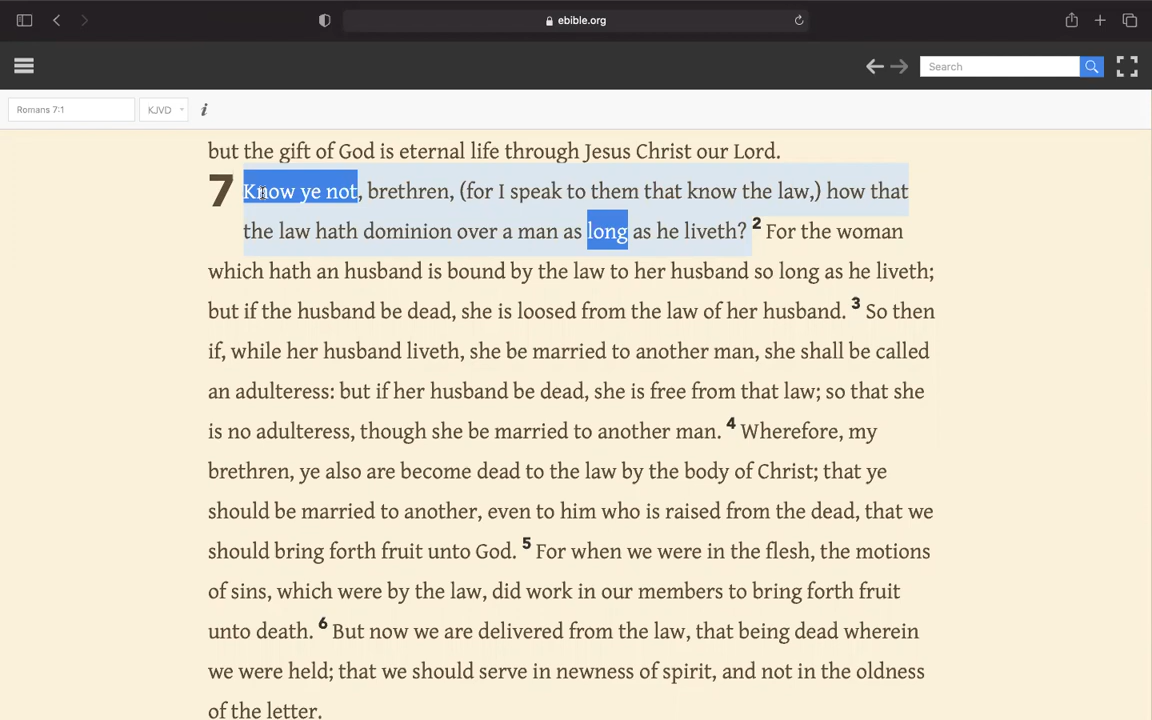 ebible.org
Search
Romans 7:1
KJVD
i
but the gift of God is eternal life through Jesus Christ our Lord.
7 Know ye not, brethren, (for I speak to them that know the law,) how that
the law hath dominion over a man as long as he liveth? 2 For the woman
which hath an husband is bound by the law to her husband so long as he liveth;
but if the husband be dead, she is loosed from the law of her husband. 3 So then
if, while her husband liveth, she be married to another man, she shall be called
an adulteress: but if her husband be dead, she is free from that law; so that she
is no adulteress, though she be married to another man. 4 Wherefore, my
brethren, ye also are become dead to the law by the body of Christ; that ye
should be married to another, even to him who is raised from the dead, that we
should bring forth fruit unto God. 5 For when we were in the flesh, the motions
of sins, which were by the law, did work in our members to bring forth fruit
unto death. 6 But now we are delivered from the law, that being dead wherein
we were held; that we should serve in newness of spirit, and not in the oldness
of the letter.